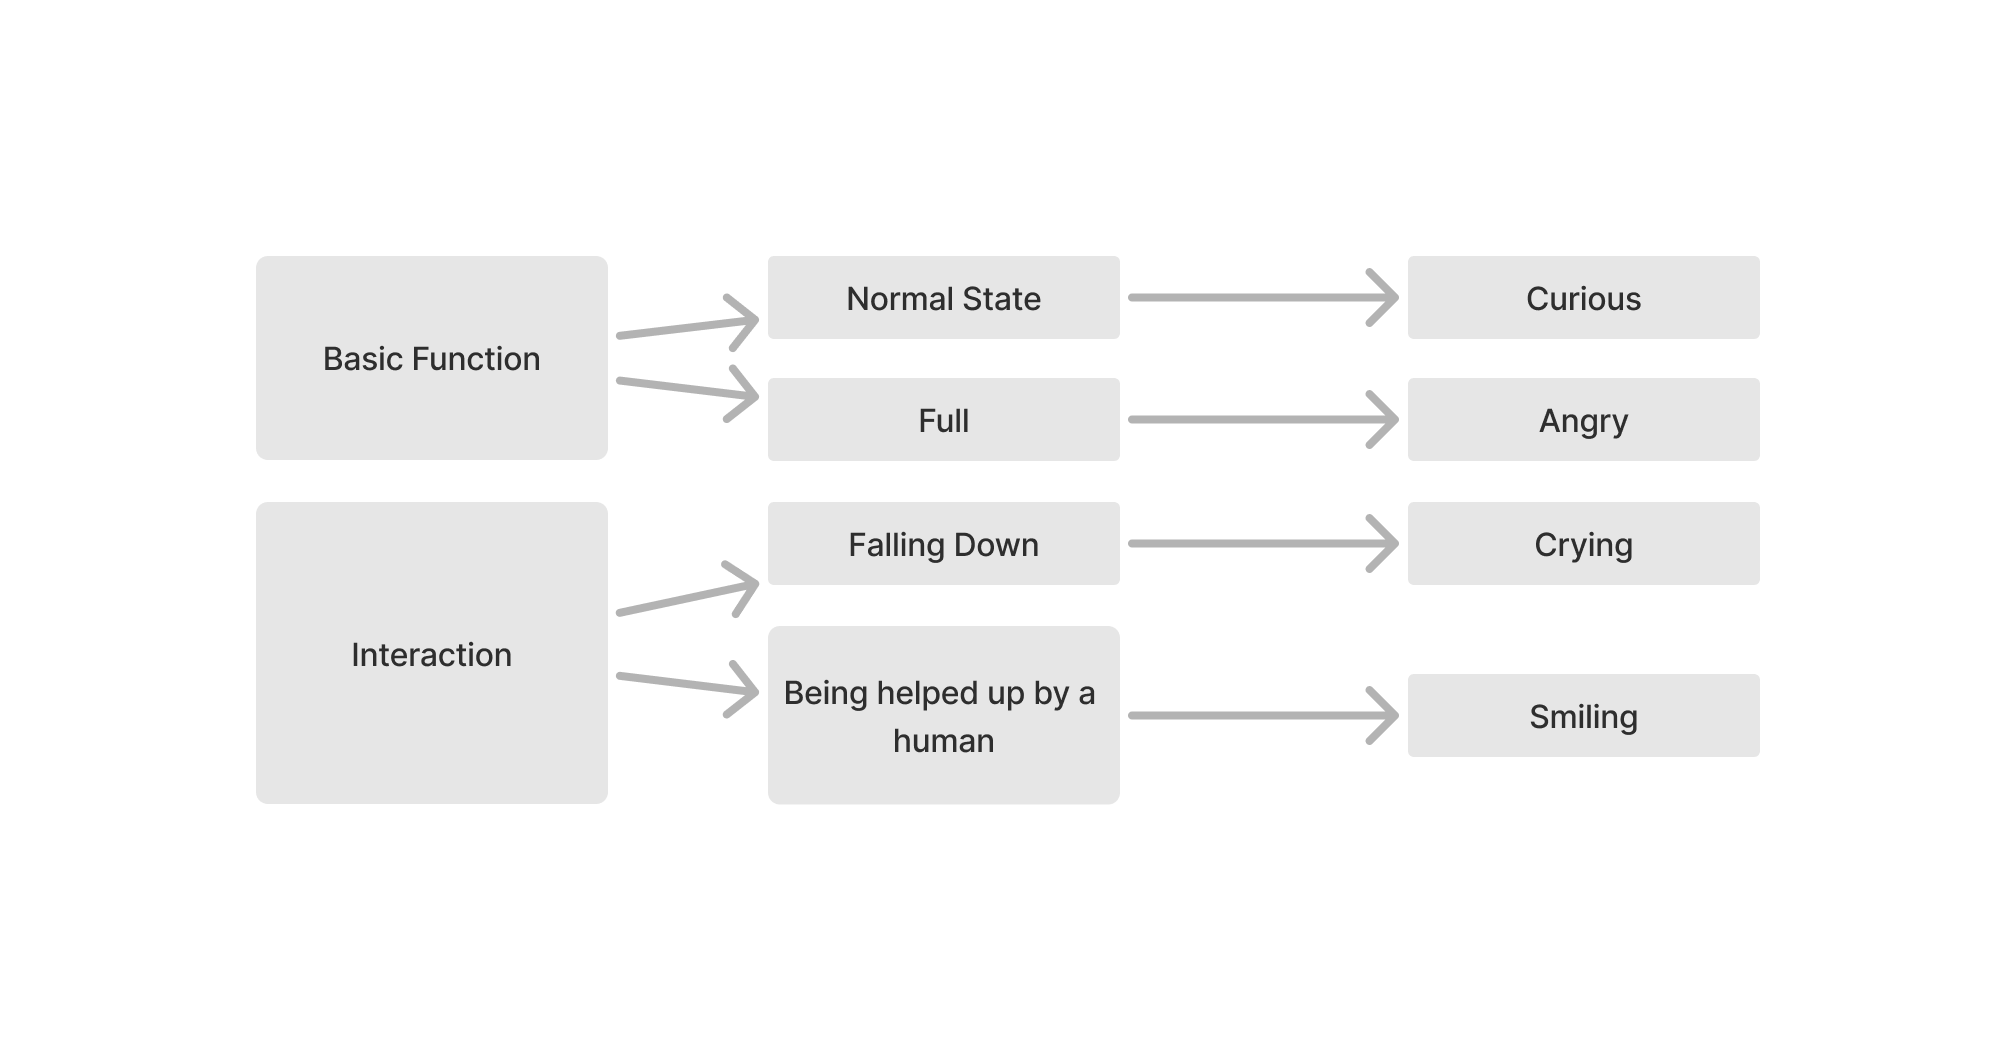 Basic Function
Normal State
Curious
Full
Angry
Interaction
Falling Down
Crying
Being helped up by a
human
Smiling